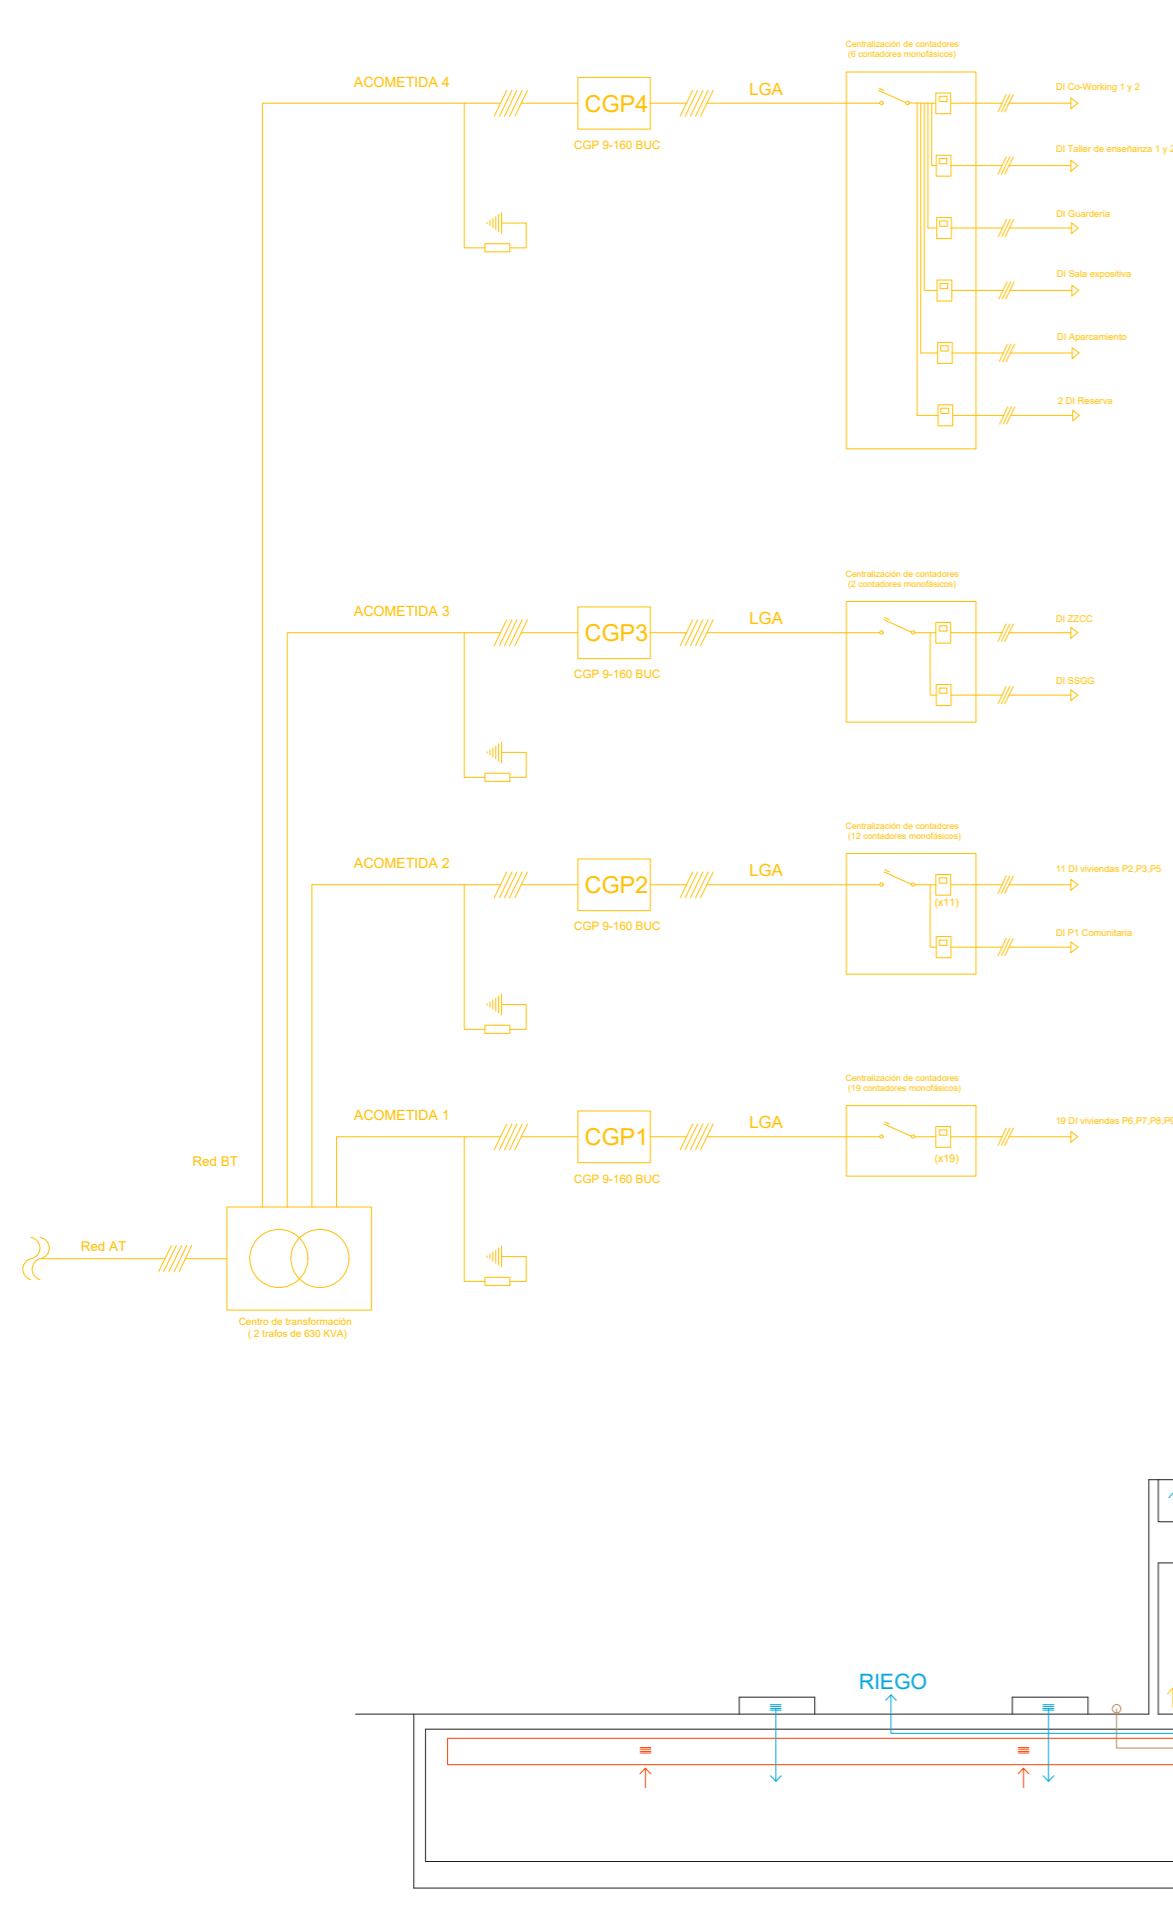 Centralización de contadores
(6 contadores monofásicos)
ACOMETIDA 4
CGP4
LGA
CGP 9-160 BUC
DI Co-Working 1 y 2
DI Taller de enseñanza 1 y 2
DI Guardería
DI Sala expositiva
DI Aparcamiento
2 DI Reserva
Centralización de contadores
(2 contadores monofásicos)
ACOMETIDA 3
CGP3
LGA
CGP 9-160 BUC
DI ZZCC
DI SSGG
Centralización de contadores
(12 contadores monofásicos)
ACOMETIDA 2
CGP2
LGA
CGP 9-160 BUC
11 DI viviendas P2,P3,P5
(x11)
DI P1 Comunitaria
Centralización de contadores
(19 contadores monofásicos)
ACOMETIDA 1
CGP1
LGA
CGP 9-160 BUC
19 DI viviendas P6,P7,P8,P9
(x19)
Red BT
Red AT
Centro de transformación
( 2 trafos de 630 KVA)
RIEGO